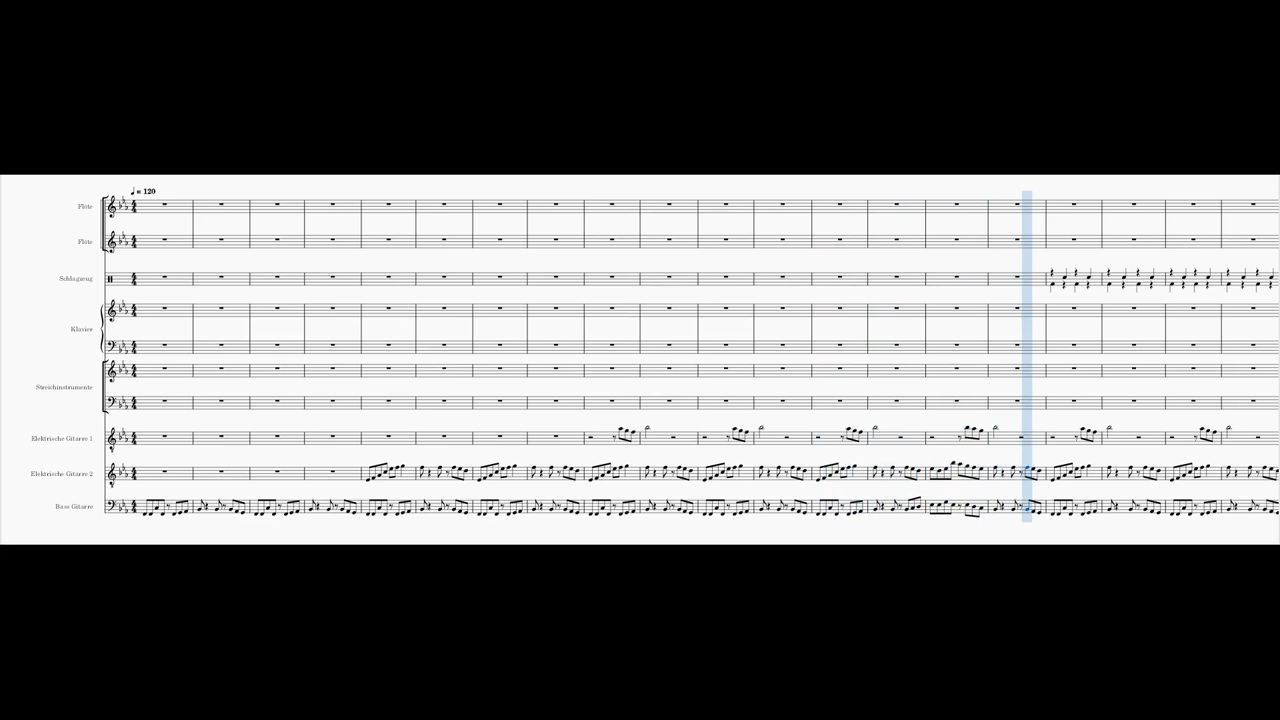 ♩ = 120
Flöte
Flöte
Schlagzeug
Klavier
Streichinstrumente
Elektrische Gitarre 1
Elektrische Gitarre 2
Bass Gitarre